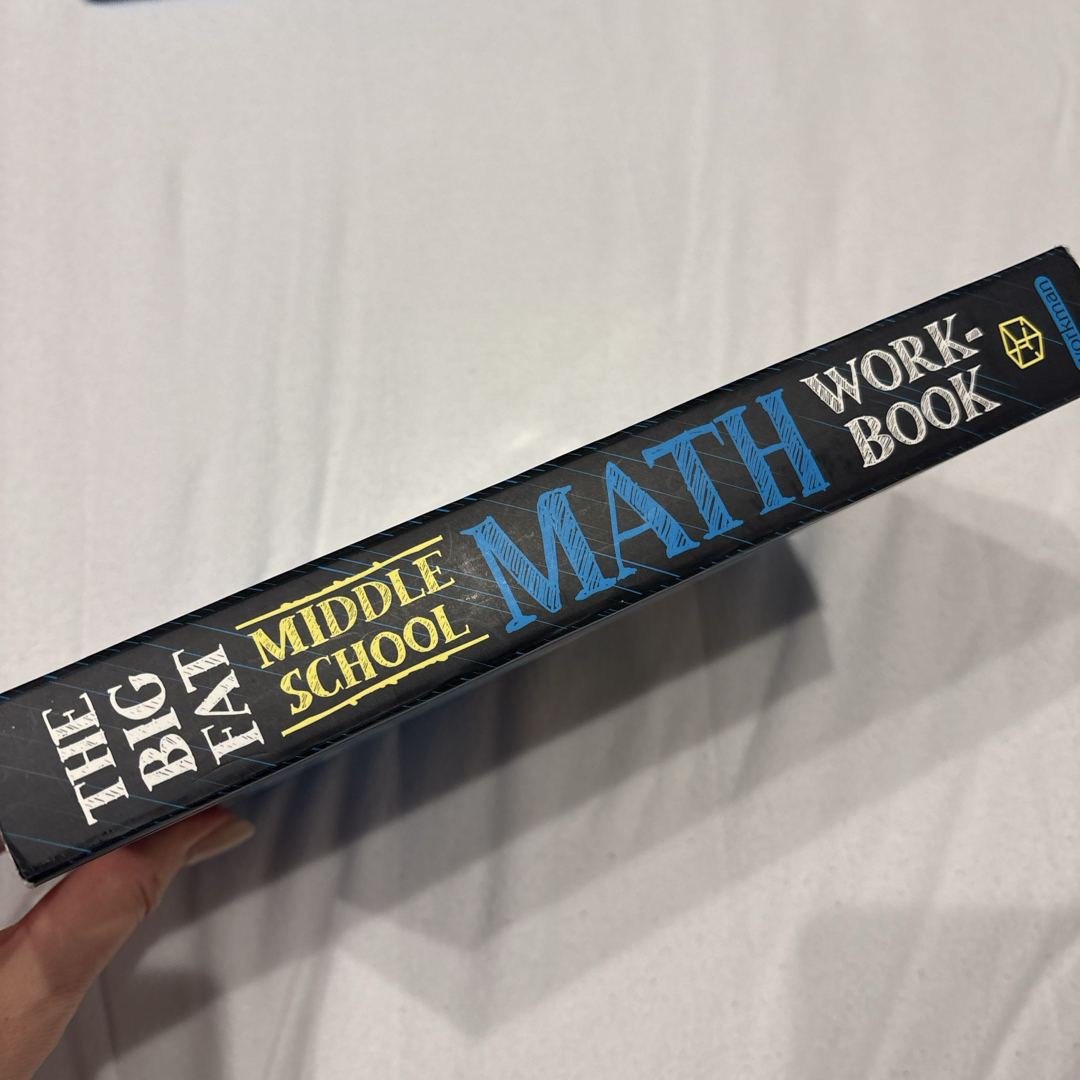 THE
BIG
FAT
MIDDLE
SCHOOL
MATH
WORK-
BOOK
workman